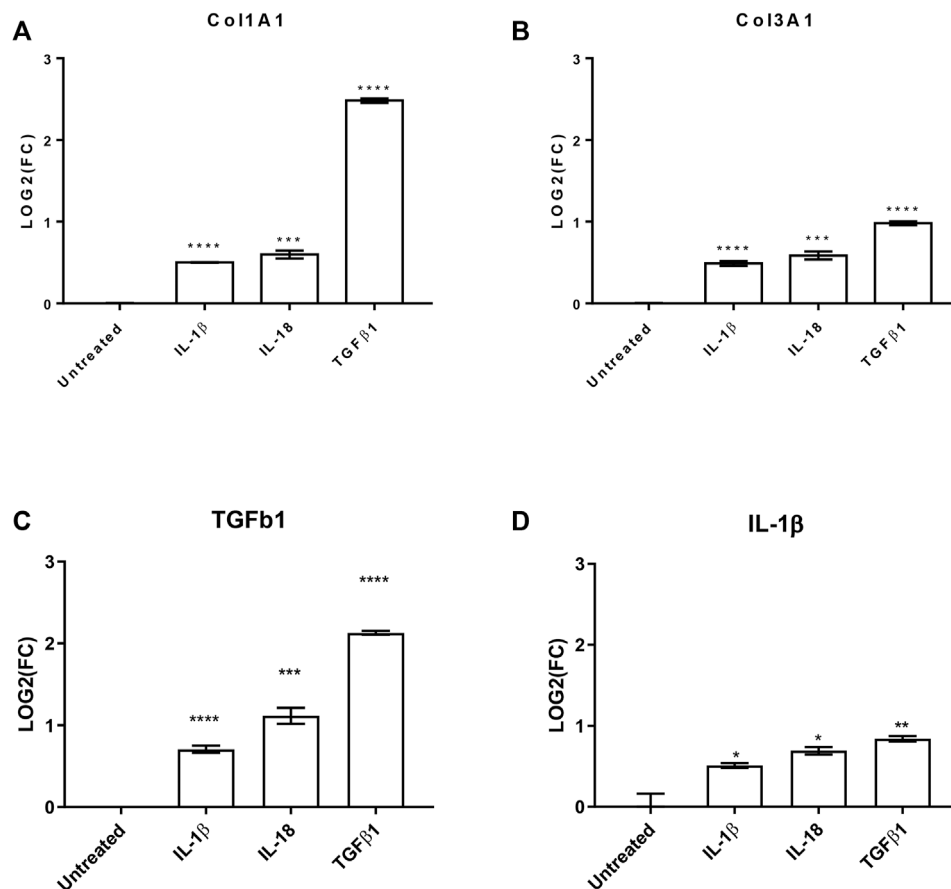 A
Col1A1
LOG2(FC)
3
2
1
0
****
***
****
Untreated
IL-1β
IL-18
TGFβ1
B
Col3A1
LOG2(FC)
3
2
1
0
****
***
****
Untreated
IL-1β
IL-18
TGFβ1
C
TGFb1
LOG2(FC)
3
2
1
0
****
***
****
Untreated
IL-1β
IL-18
TGFβ1
D
IL-1β
LOG2(FC)
3
2
1
0
*
*
**
Untreated
IL-1β
IL-18
TGFβ1